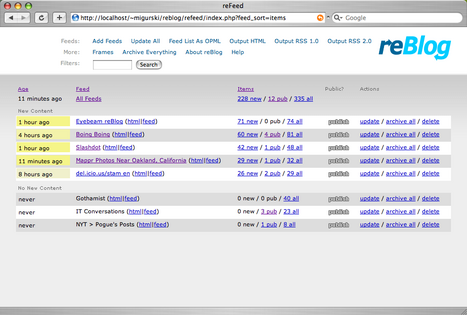 reFeed
http://localhost/~migurski/reblog/refeed/index.php?feed_sort=items
Google
Feeds: Add Feeds Update All Feed List As OPML Output HTML Output RSS 1.0 Output RSS 2.0
More: Frames Archive Everything About reBlog Help
Filters: Search
reBlog
Age Feed Items Public? Actions
11 minutes ago All Feeds 228 new / 12 pub / 335 all
New Content
1 hour ago Eyebeam reBlog (html|feed) 71 new / 0 pub / 74 all publish update / archive all / delete
4 hours ago Boing Boing (html|feed) 60 new / 4 pub / 81 all publish update / archive all / delete
1 hour ago Slashdot (html|feed) 42 new / 1 pub / 48 all publish update / archive all / delete
11 minutes ago Mappr Photos Near Oakland, California (html|feed) 29 new / 1 pub / 32 all publish update / archive all / delete
8 hours ago del.icio.us/stamen (html|feed) 26 new / 2 pub / 29 all publish update / archive all / delete
No New Content
never Gothamist (html|feed) 0 new / 0 pub / 40 all publish update / archive all / delete
never IT Conversations (html|feed) 0 new / 3 pub / 23 all publish update / archive all / delete
never NYT > Pogue's Posts (html|feed) 0 new / 1 pub / 8 all publish update / archive all / delete